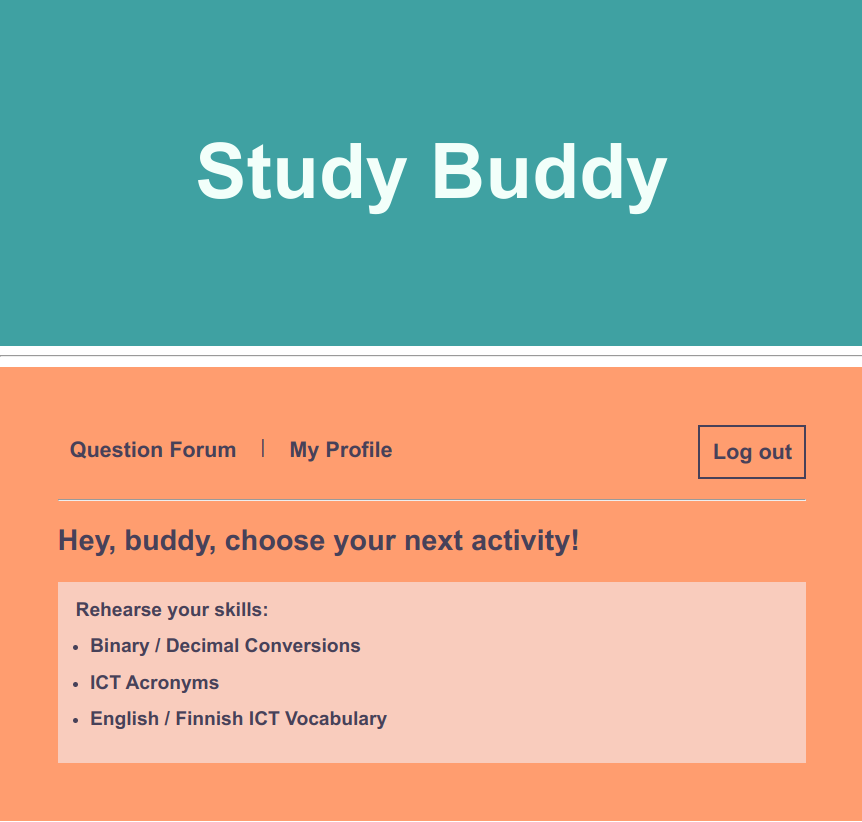 Study Buddy
Question Forum | My Profile Log out
Hey, buddy, choose your next activity!
Rehearse your skills:
• Binary / Decimal Conversions
• ICT Acronyms
• English / Finnish ICT Vocabulary